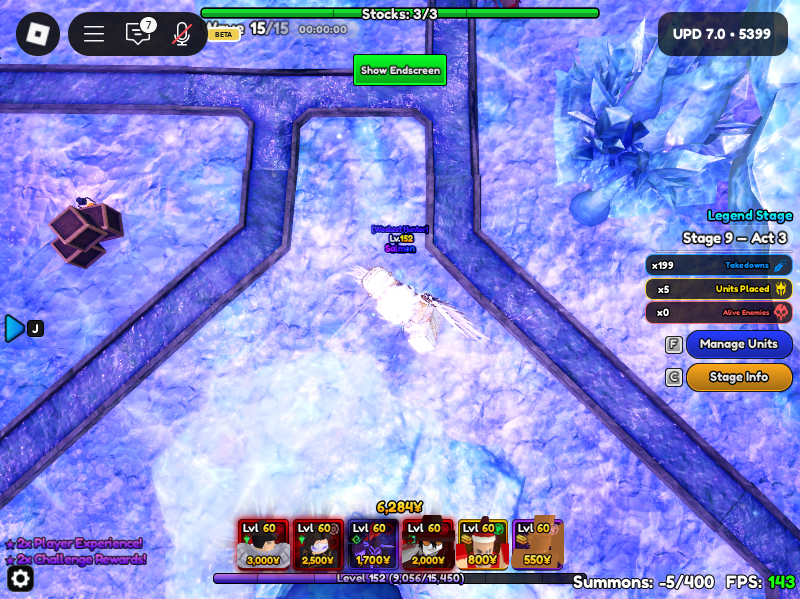 Stocks: 3/3
7
BETA
Wave 15/15 00:00:00
UPD 7.0 • 5399
Show Endscreen
Legend Stage
Stage 9 – Act 3
x199 Takedowns
x5 Units Placed
x0 Alive Enemies
J
F Manage Units
C Stage Info
Lv.152
6,284¥
Lvl 60 Lvl 60 Lvl 60 Lvl 60 Lvl 60 Lvl 60
3,000¥ 2,500¥ 1,700¥ 2,000¥ 800¥ 550¥
2x Player Experience!
2x Challenge Rewards!
Level 152 (9,056/15,450)
Summons: -5/400 FPS: 143